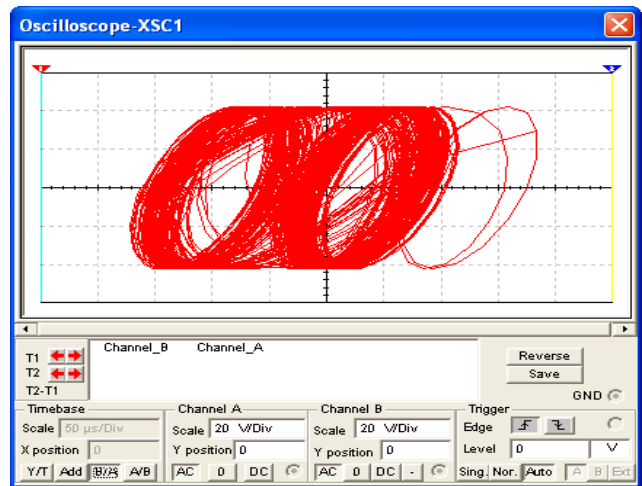 Oscilloscope-XSC1
1
2
Channel_B Channel_A
T1
T2
T2-T1
Reverse
Save
GND
Timebase
Scale 50 µs/Div
X position 0
Y/T Add B/A A/B
Channel A
Scale 20 V/Div
Y position 0
AC 0 DC
Channel B
Scale 20 V/Div
Y position 0
AC 0 DC -
Trigger
Edge
Level 0 V
Sing. Nor. Auto A B Ext